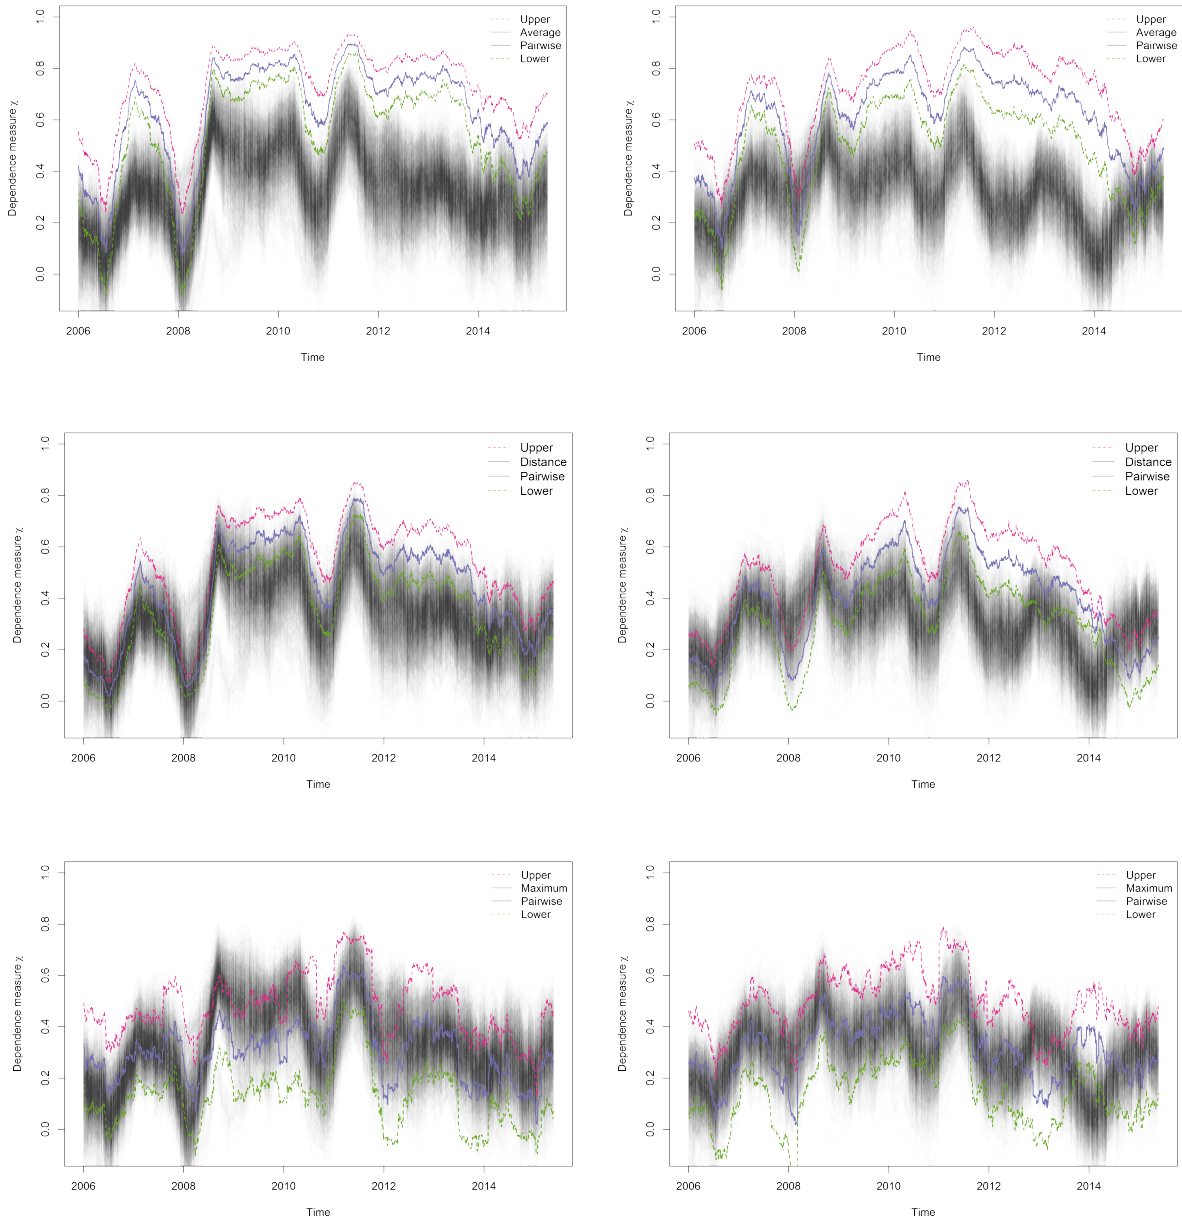 Dependence measure χ
1.0
0.8
0.6
0.4
0.2
0.0
Upper
Average
Pairwise
Lower
2006 2008 2010 2012 2014
Time
Dependence measure χ
1.0
0.8
0.6
0.4
0.2
0.0
Upper
Average
Pairwise
Lower
2006 2008 2010 2012 2014
Time
Dependence measure χ
1.0
0.8
0.6
0.4
0.2
0.0
Upper
Distance
Pairwise
Lower
2006 2008 2010 2012 2014
Time
Dependence measure χ
1.0
0.8
0.6
0.4
0.2
0.0
Upper
Distance
Pairwise
Lower
2006 2008 2010 2012 2014
Time
Dependence measure χ
1.0
0.8
0.6
0.4
0.2
0.0
Upper
Maximum
Pairwise
Lower
2006 2008 2010 2012 2014
Time
Dependence measure χ
1.0
0.8
0.6
0.4
0.2
0.0
Upper
Maximum
Pairwise
Lower
2006 2008 2010 2012 2014
Time